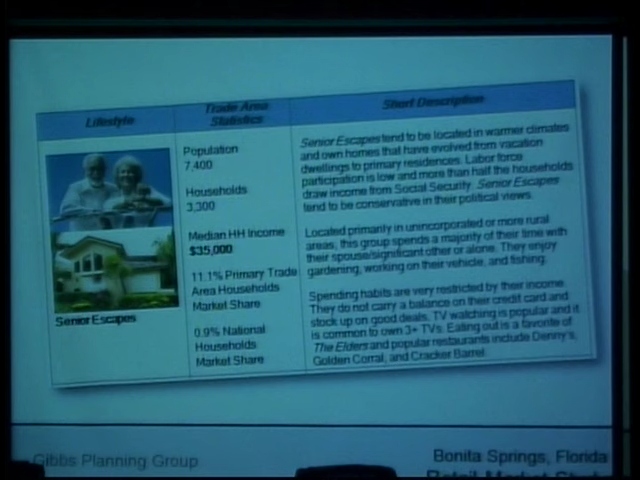 Lifestyle
Trade Area
Statistics
Short Description
Senior Escapes
Population
7,400
Households
3,300
Median HH Income
$35,000
11.1% Primary Trade
Area Households
Market Share
0.9% National
Households
Market Share
Senior Escapes tend to be located in warmer climates
and own homes that have evolved from vacation
dwellings to primary residences. Labor force
participation is low and more than half the households
draw income from Social Security. Senior Escapes
tend to be conservative in their political views.
Located primarily in unincorporated or more rural
areas, this group spends a majority of their time with
their spouse/significant other or alone. They enjoy
gardening, working on their vehicle, and fishing.
Spending habits are very restricted by their income.
They do not carry a balance on their credit card and
stock up on good deals. TV watching is popular and it
is common to own 3+ TVs. Eating out is a favorite of
The Elders and popular restaurants include Denny's,
Golden Corral, and Cracker Barrel.
Gibbs Planning Group
Bonita Springs, Florida
Retail Market Study